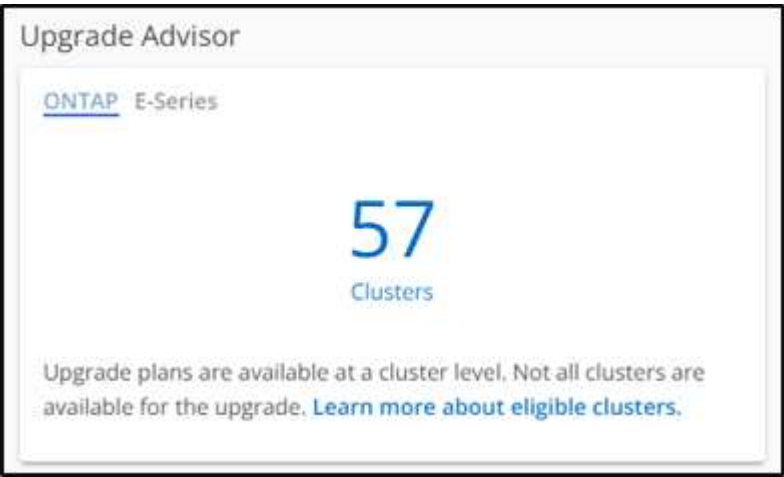 Upgrade Advisor
ONTAP E-Series
57
Clusters
Upgrade plans are available at a cluster level. Not all clusters are
available for the upgrade. Learn more about eligible clusters.